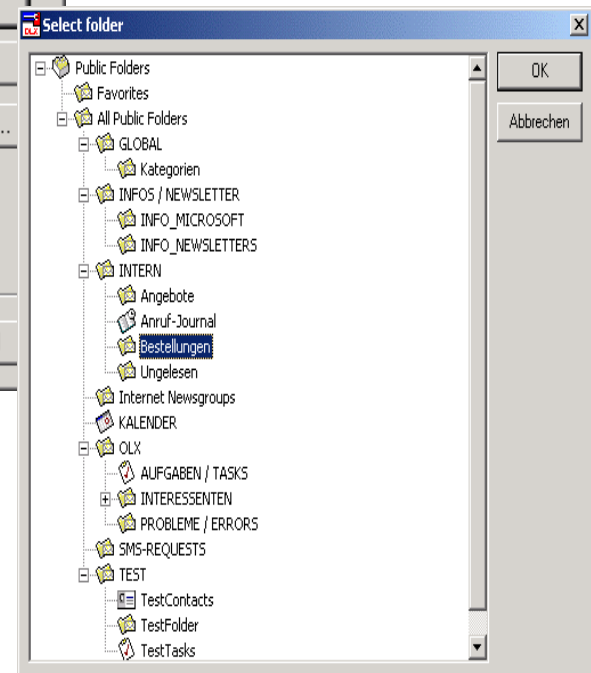 Select folder
Public Folders
OK
Favorites
All Public Folders
Abbrechen
GLOBAL
Kategorien
INFOS / NEWSLETTER
INFO_MICROSOFT
INFO_NEWSLETTERS
INTERN
Angebote
Anruf-Journal
Bestellungen
Ungelesen
Internet Newsgroups
KALENDER
OLX
AUFGABEN / TASKS
INTERESSENTEN
PROBLEME / ERRORS
SMS-REQUESTS
TEST
TestContacts
TestFolder
TestTasks